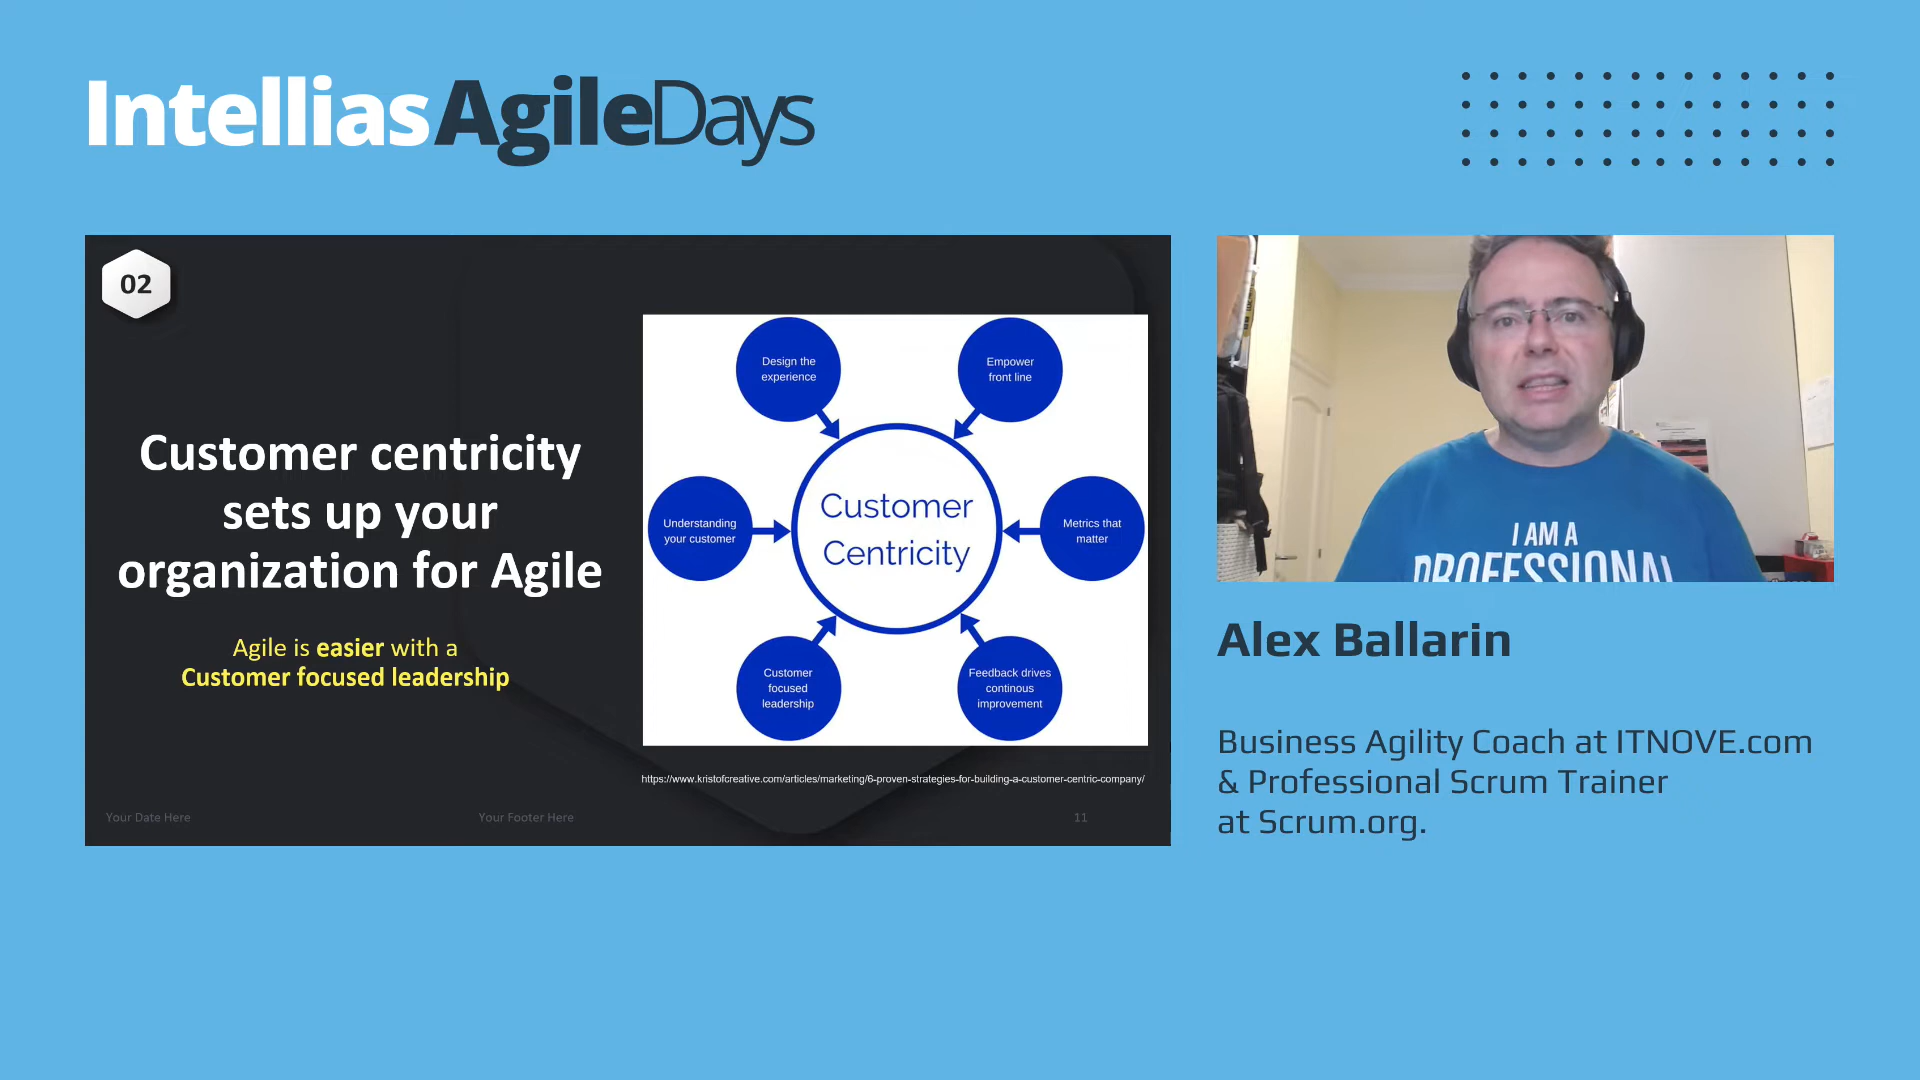 Intellias AgileDays
02
Customer centricity
sets up your
organization for Agile
Agile is easier with a
Customer focused leadership
Design the
experience
Empower
front line
Understanding
your customer
Customer
Centricity
Metrics that
matter
Customer
focused
leadership
Feedback drives
continous
improvement
https://www.kristofcreative.com/articles/marketing/6-proven-strategies-for-building-a-customer-centric-company/
Your Date Here
Your Footer Here
11
I AM A
PROFESSIONAL
Alex Ballarin
Business Agility Coach at ITNOVE.com
& Professional Scrum Trainer
at Scrum.org.